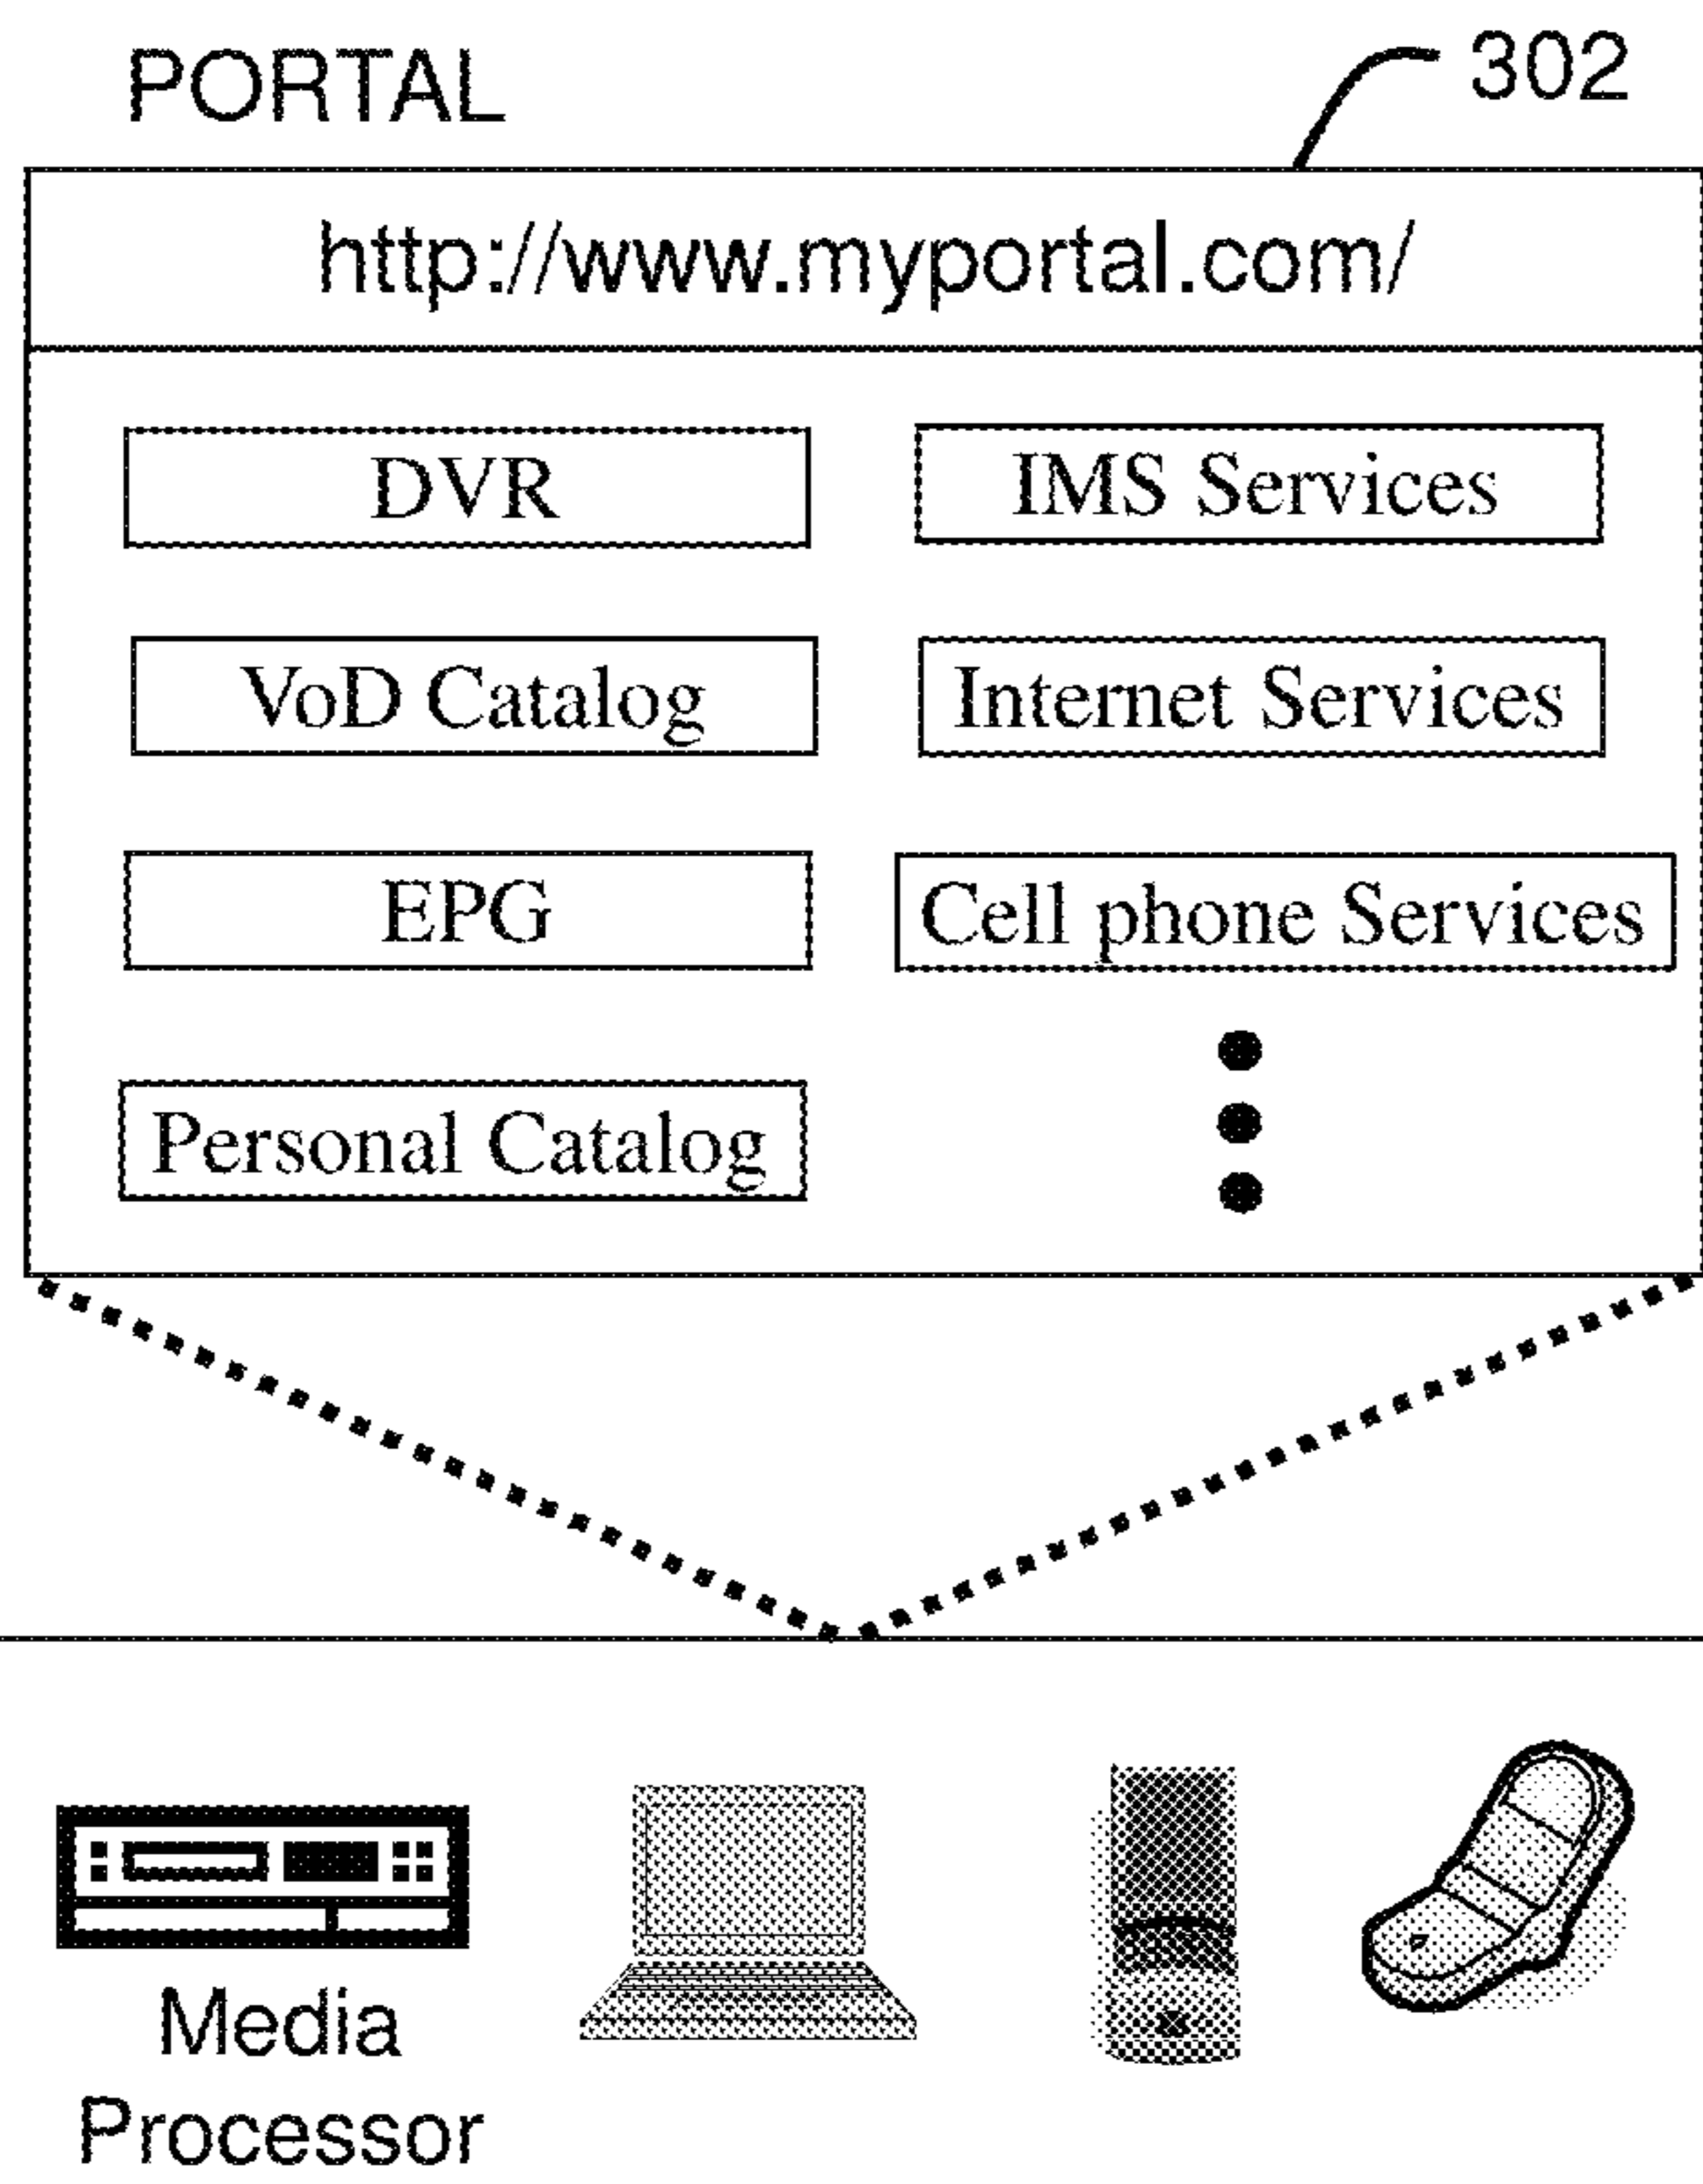 PORTAL
302
http://www.myportal.com/
DVR
IMS Services
VoD Catalog
Internet Services
EPG
Cell phone Services
Personal Catalog
Media
Processor